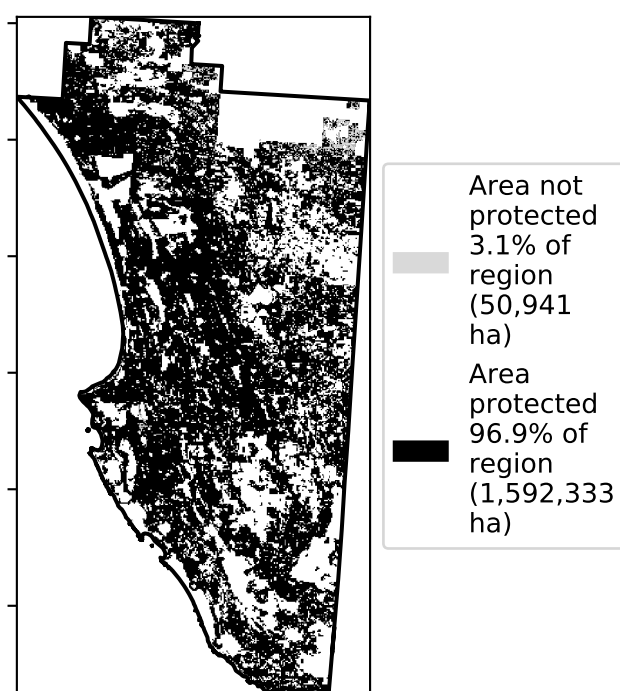 Area not
protected
3.1% of
region
(50,941
ha)
Area
protected
96.9% of
region
(1,592,333
ha)